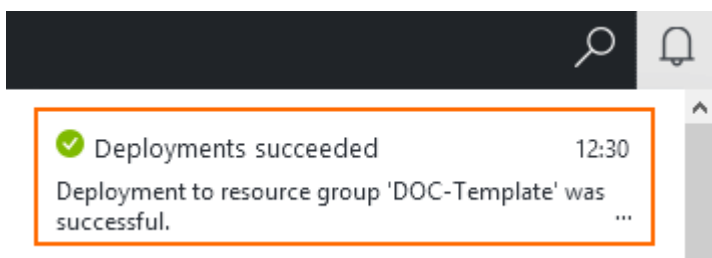 Deployments succeeded 12:30
Deployment to resource group 'DOC-Template' was
successful. ...